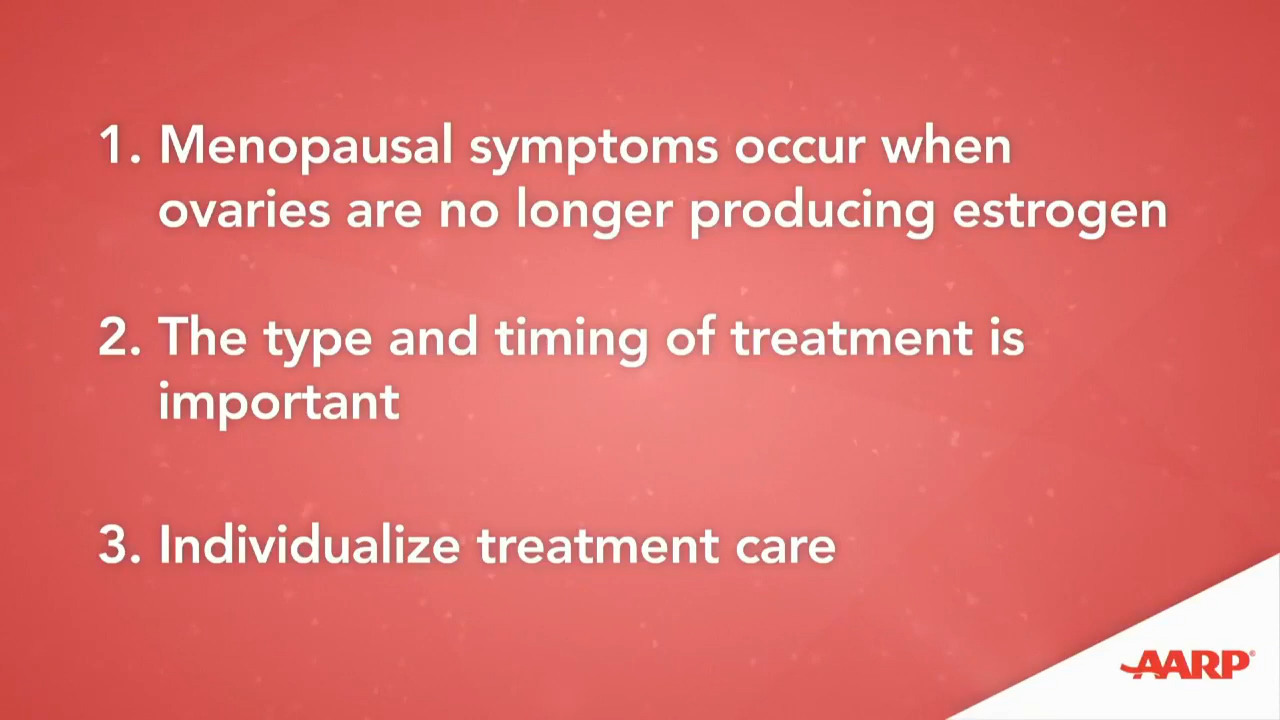 1. Menopausal symptoms occur when
ovaries are no longer producing estrogen
2. The type and timing of treatment is
important
3. Individualize treatment care
AARP®